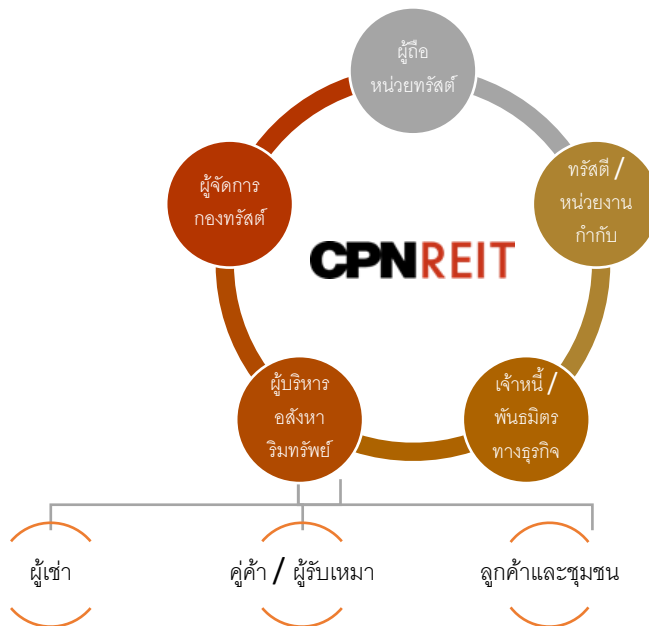 ผู้ถือ
หน่วยทรัสต์
ทรัสตี /
หน่วยงาน
กำกับ
ผู้จัดการ
กองทรัสต์
CPNREIT
ผู้บริหาร
อสังหา
ริมทรัพย์
เจ้าหนี้ /
พันธมิตร
ทางธุรกิจ
ผู้เช่า
คู่ค้า / ผู้รับเหมา
ลูกค้าและชุมชน